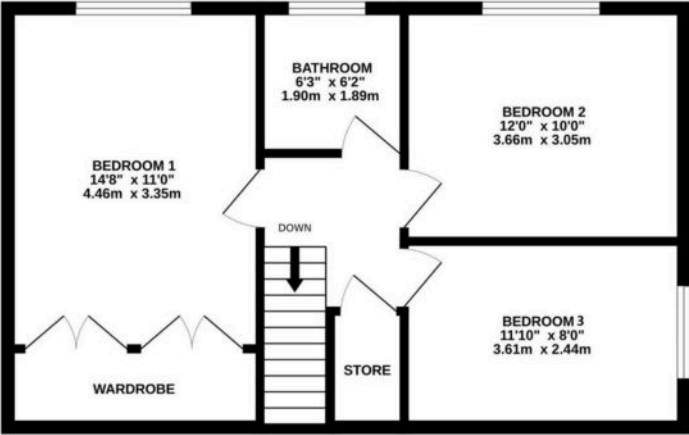 BATHROOM
6'3" x 6'2"
1.90m x 1.89m
BEDROOM 2
12'0" x 10'0"
3.66m x 3.05m
BEDROOM 1
14'8" x 11'0"
4.46m x 3.35m
DOWN
BEDROOM 3
11'10" x 8'0"
3.61m x 2.44m
STORE
WARDROBE